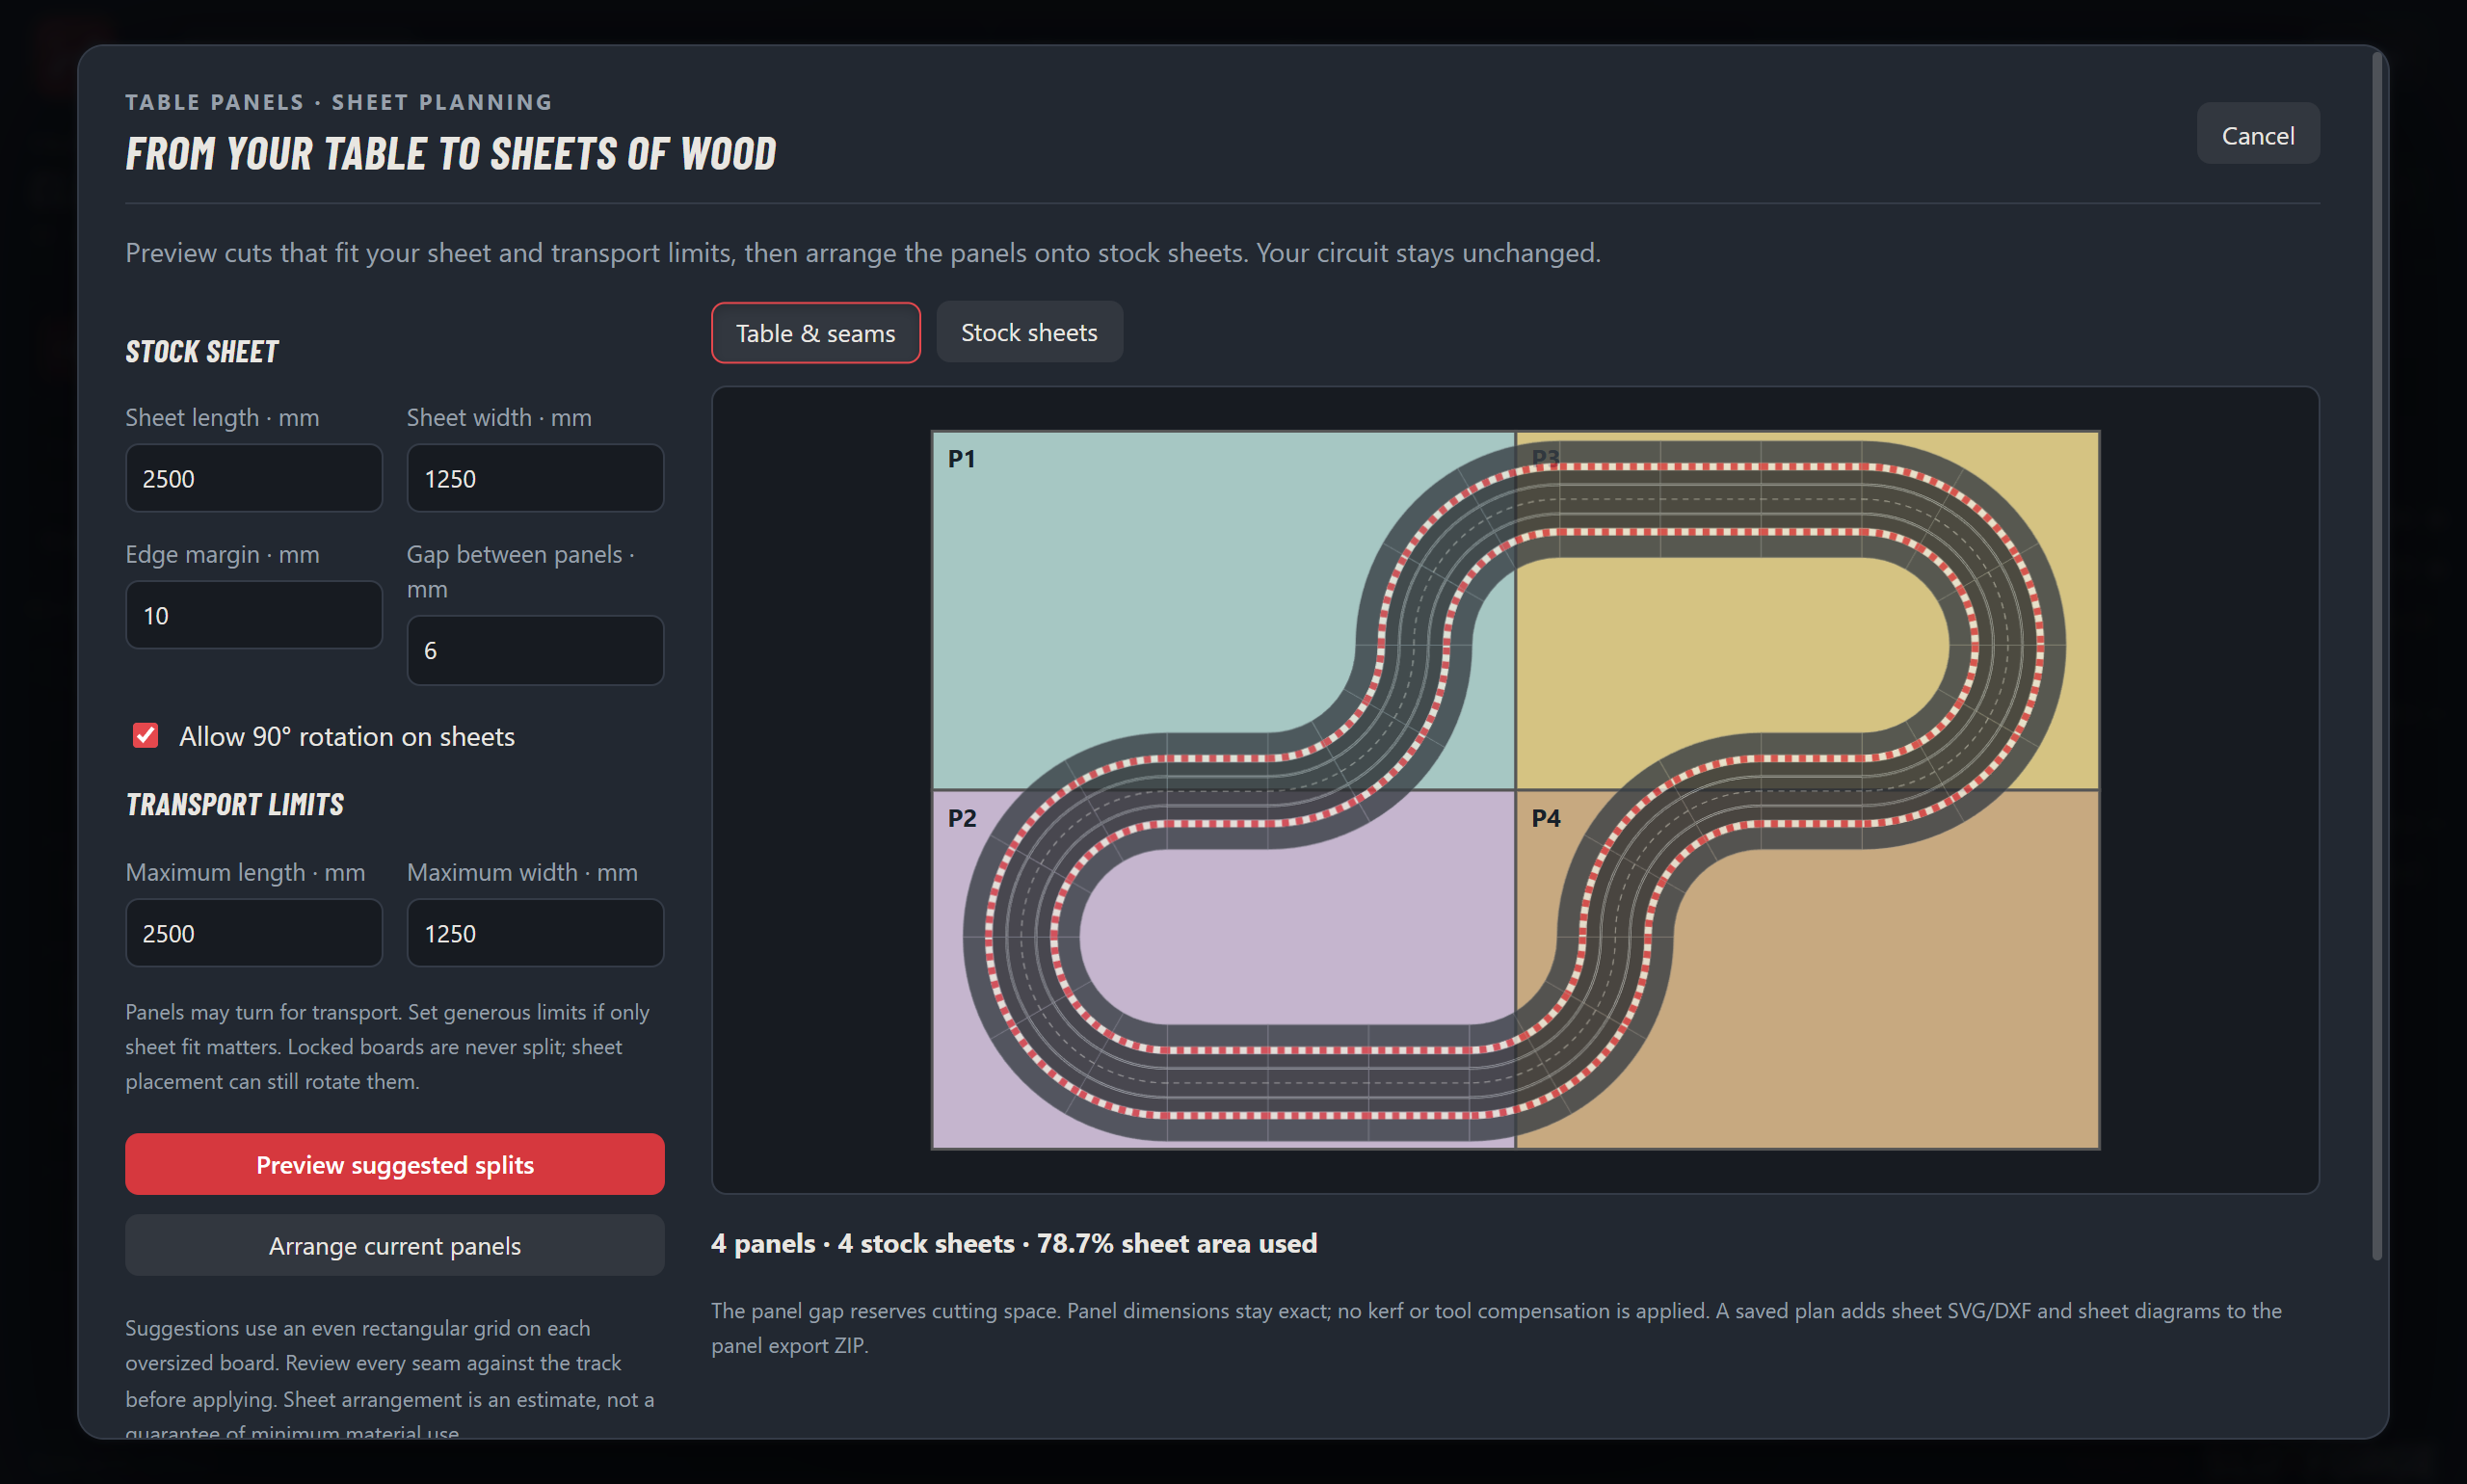 TABLE PANELS · SHEET PLANNING
FROM YOUR TABLE TO SHEETS OF WOOD
Cancel
Preview cuts that fit your sheet and transport limits, then arrange the panels onto stock sheets. Your circuit stays unchanged.
STOCK SHEET
Sheet length · mm
Sheet width · mm
2500
1250
Edge margin · mm
Gap between panels ·
mm
10
6
Allow 90° rotation on sheets
TRANSPORT LIMITS
Maximum length · mm
Maximum width · mm
2500
1250
Panels may turn for transport. Set generous limits if only
sheet fit matters. Locked boards are never split; sheet
placement can still rotate them.
Preview suggested splits
Arrange current panels
Suggestions use an even rectangular grid on each
oversized board. Review every seam against the track
before applying. Sheet arrangement is an estimate, not a
guarantee of minimum material use.
Table & seams
Stock sheets
P1
P3
P2
P4
4 panels · 4 stock sheets · 78.7% sheet area used
The panel gap reserves cutting space. Panel dimensions stay exact; no kerf or tool compensation is applied. A saved plan adds sheet SVG/DXF and sheet diagrams to the
panel export ZIP.